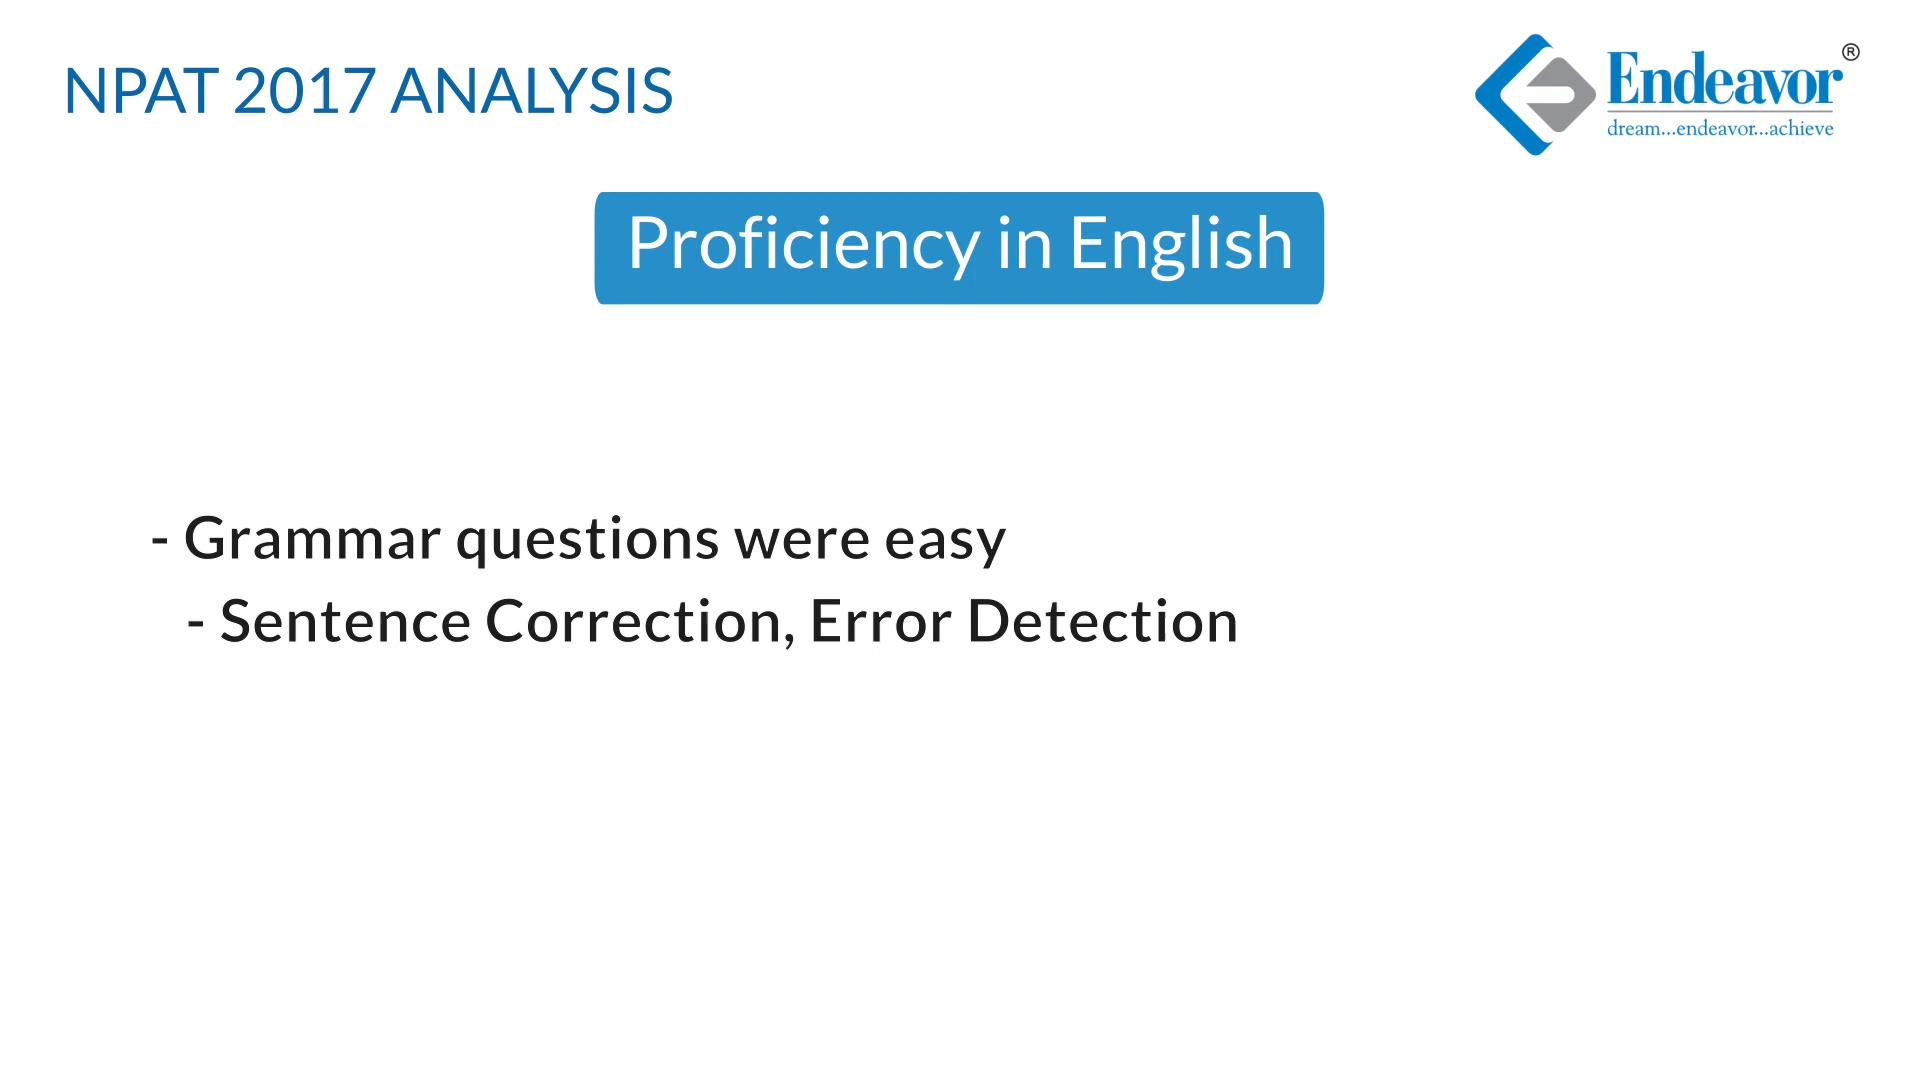 NPAT 2017 ANALYSIS
Endeavor®
dream...endeavor...achieve
Proficiency in English
- Grammar questions were easy
- Sentence Correction, Error Detection